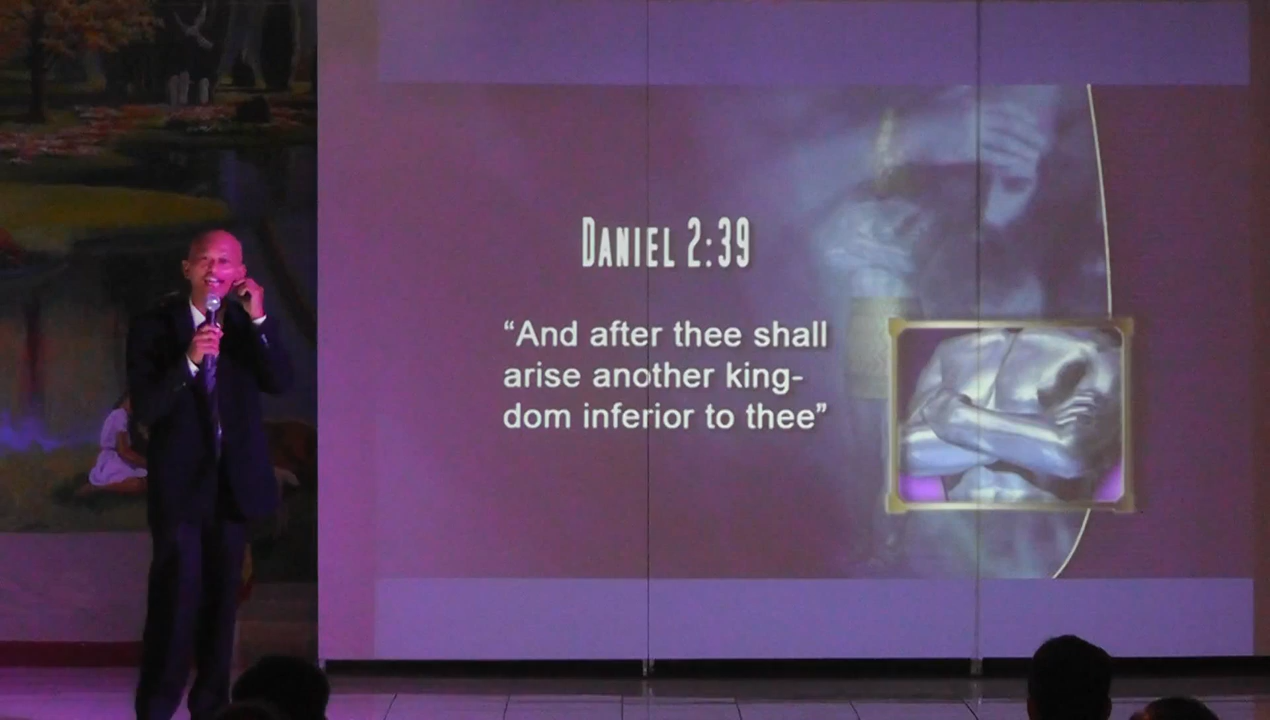 DANIEL 2:39
“And after thee shall
arise another king-
dom inferior to thee”